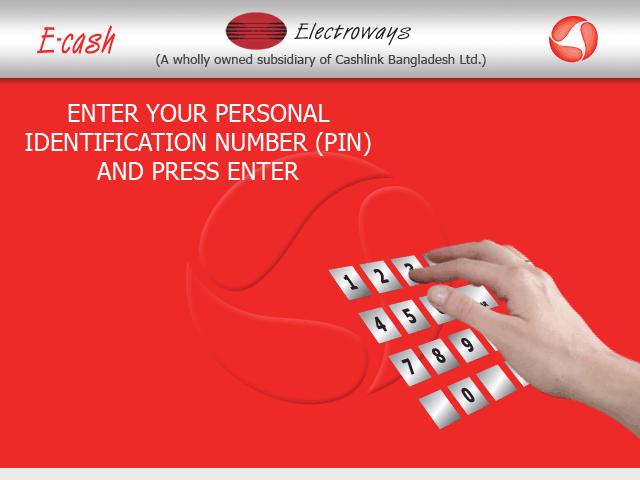 E-cash
Electroways
(A wholly owned subsidiary of Cashlink Bangladesh Ltd.)
ENTER YOUR PERSONAL
IDENTIFICATION NUMBER (PIN)
AND PRESS ENTER
1 2 3
4 5
7 8 9
0